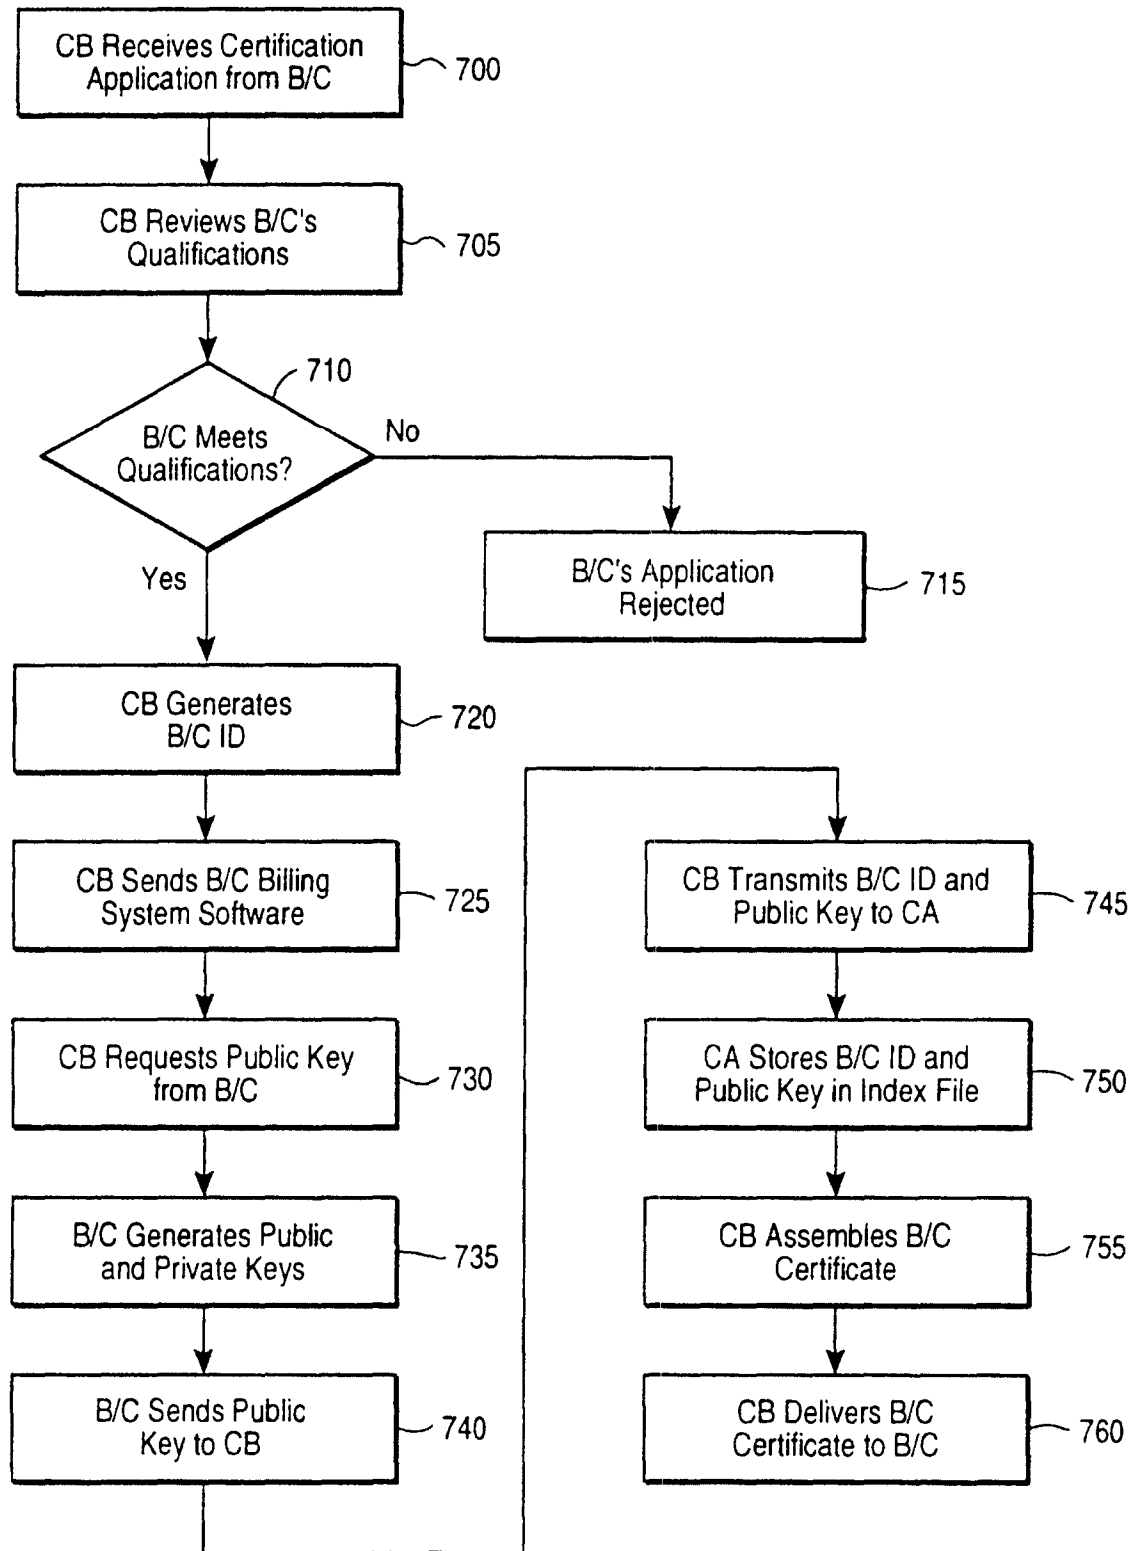 CB Receives Certification
Application from B/C
700
CB Reviews B/C's
Qualifications
705
710
B/C Meets
Qualifications?
No
Yes
B/C's Application
Rejected
715
CB Generates
B/C ID
720
CB Sends B/C Billing
System Software
725
CB Requests Public Key
from B/C
730
B/C Generates Public
and Private Keys
735
B/C Sends Public
Key to CB
740
CB Transmits B/C ID and
Public Key to CA
745
CA Stores B/C ID and
Public Key in Index File
750
CB Assembles B/C
Certificate
755
CB Delivers B/C
Certificate to B/C
760